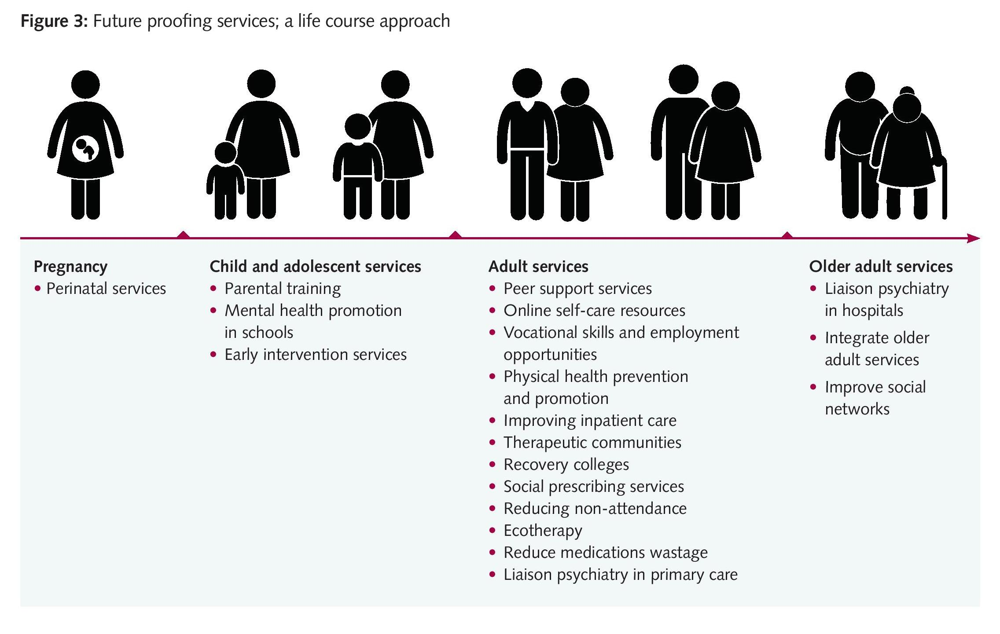 Figure 3: Future proofing services; a life course approach
Pregnancy
• Perinatal services
Child and adolescent services
• Parental training
• Mental health promotion
in schools
• Early intervention services
Adult services
• Peer support services
• Online self-care resources
• Vocational skills and employment
opportunities
• Physical health prevention
and promotion
• Improving inpatient care
• Therapeutic communities
• Recovery colleges
• Social prescribing services
• Reducing non-attendance
• Ecotherapy
• Reduce medications wastage
• Liaison psychiatry in primary care
Older adult services
• Liaison psychiatry
in hospitals
• Integrate older
adult services
• Improve social
networks